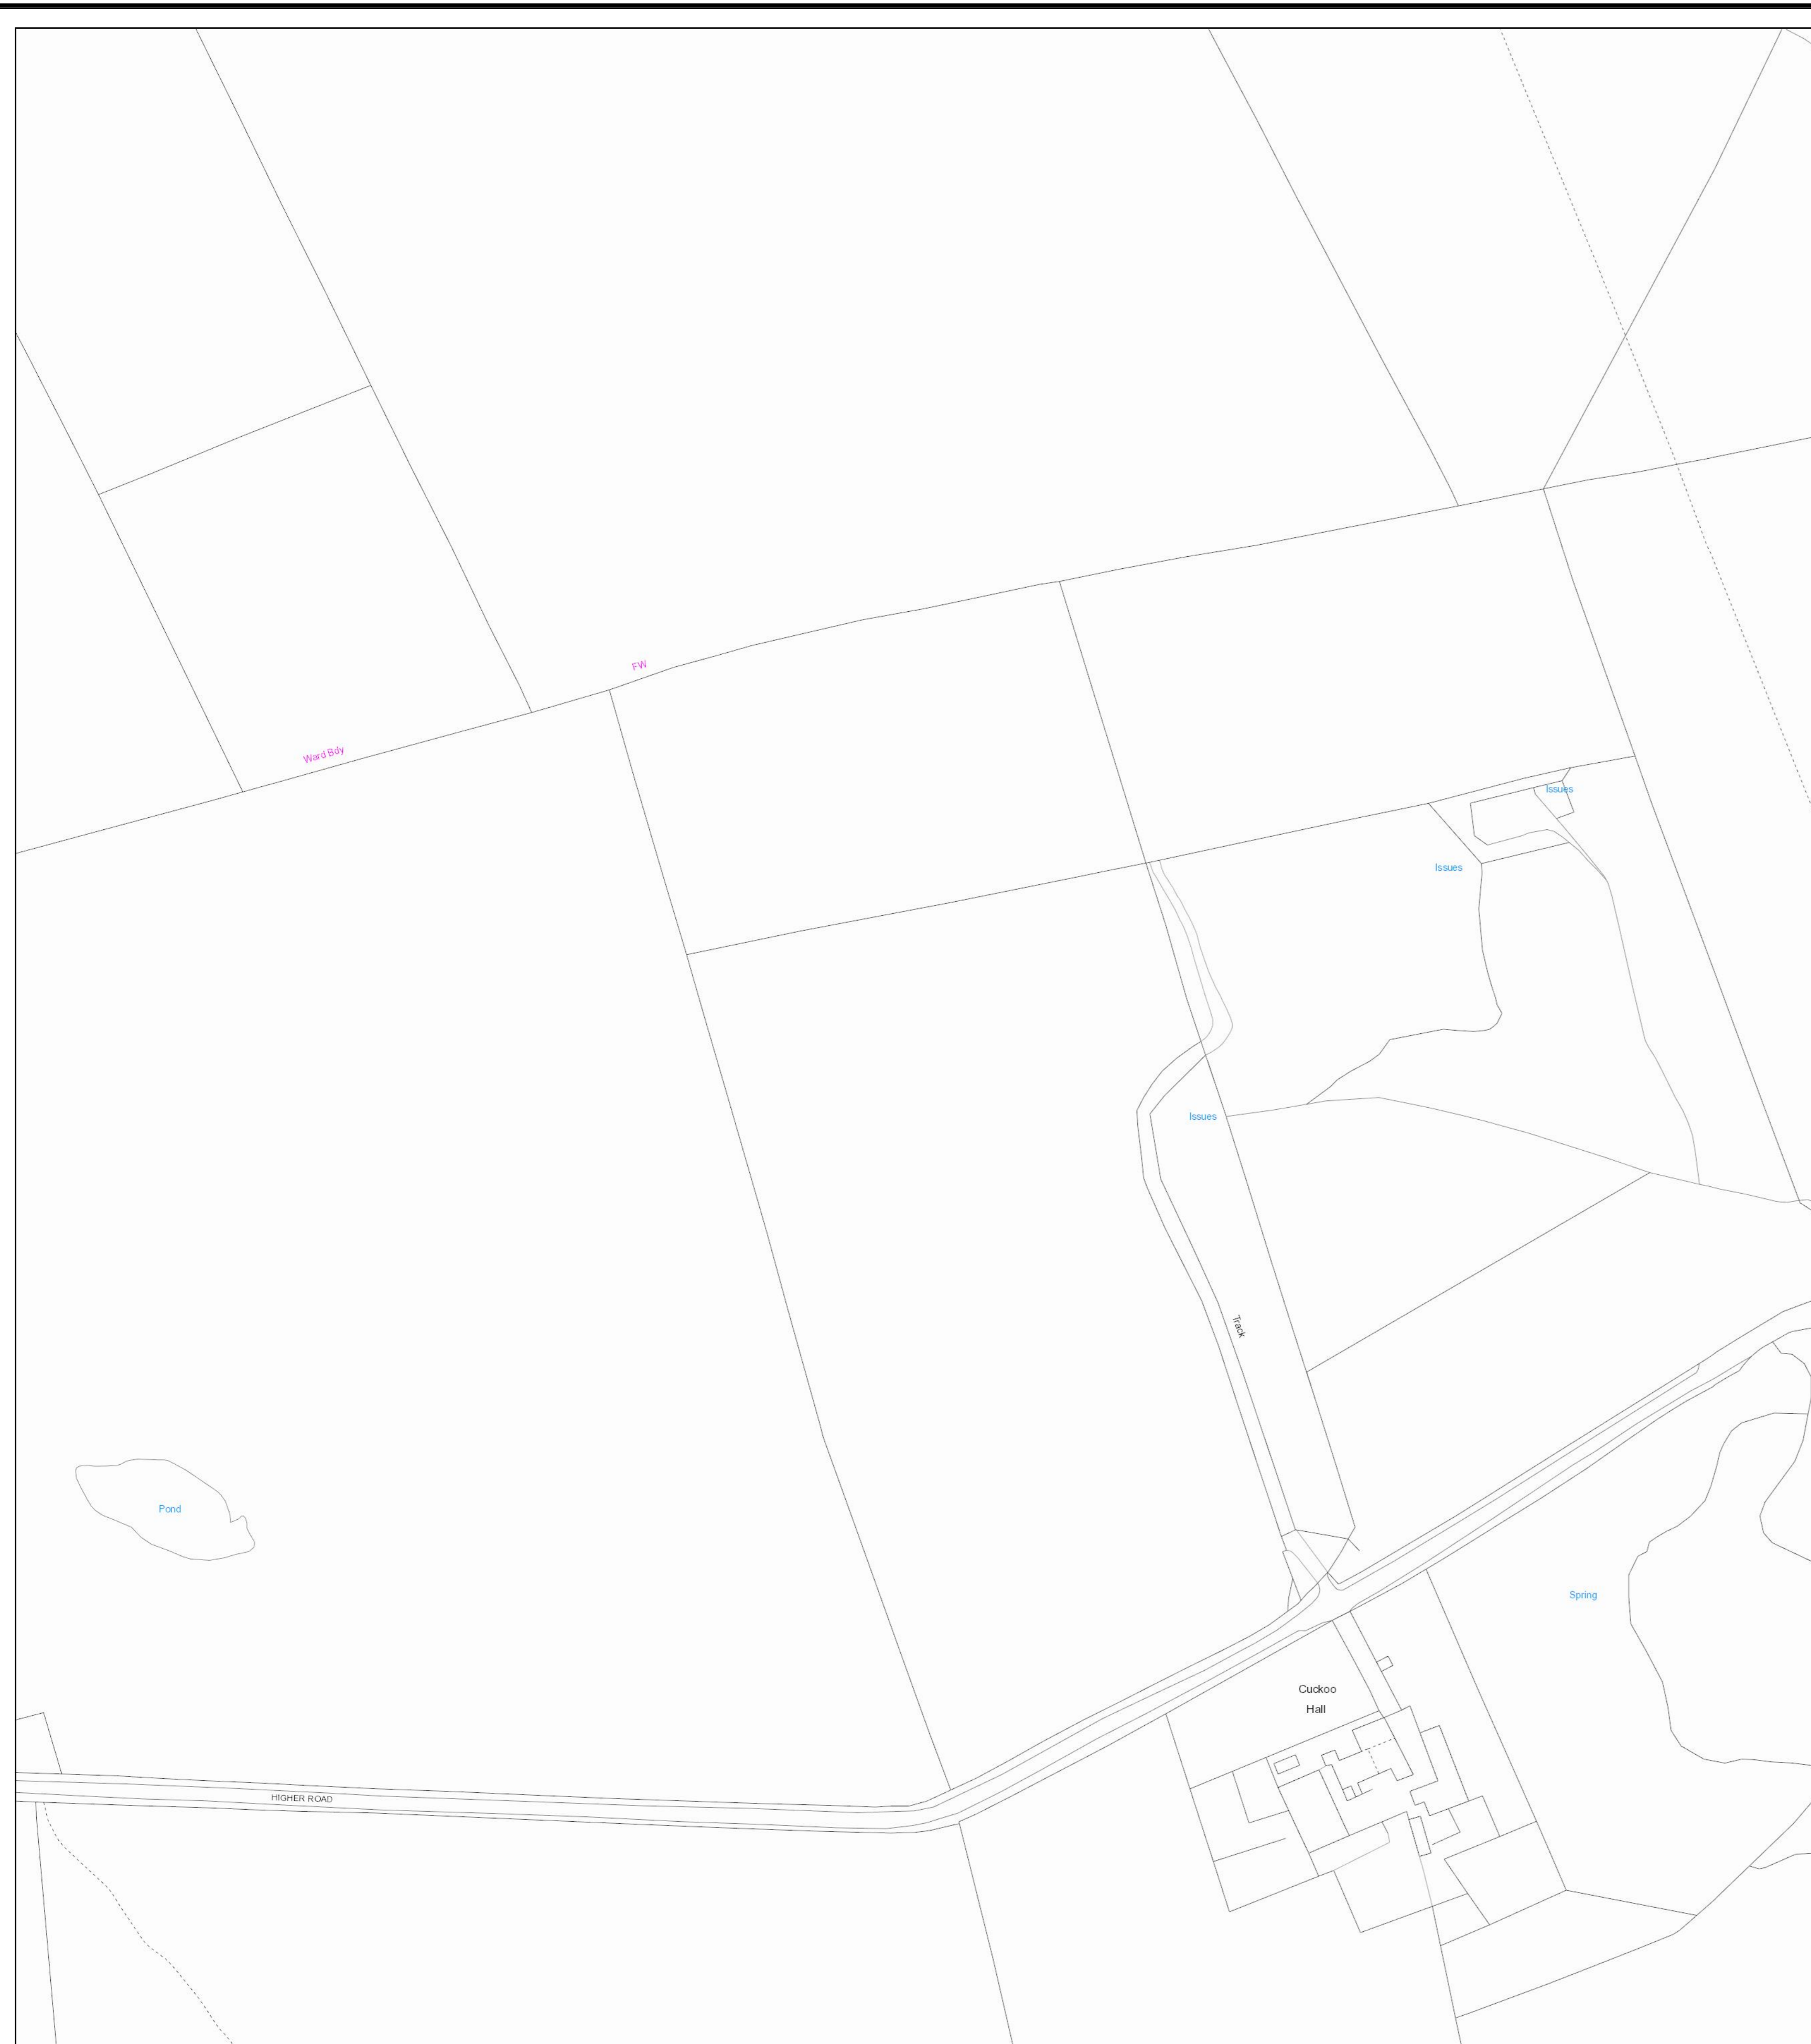 FW
Ward Bdy
Issues
Issues
Issues
Track
Pond
Spring
Cuckoo
Hall
HIGHER ROAD